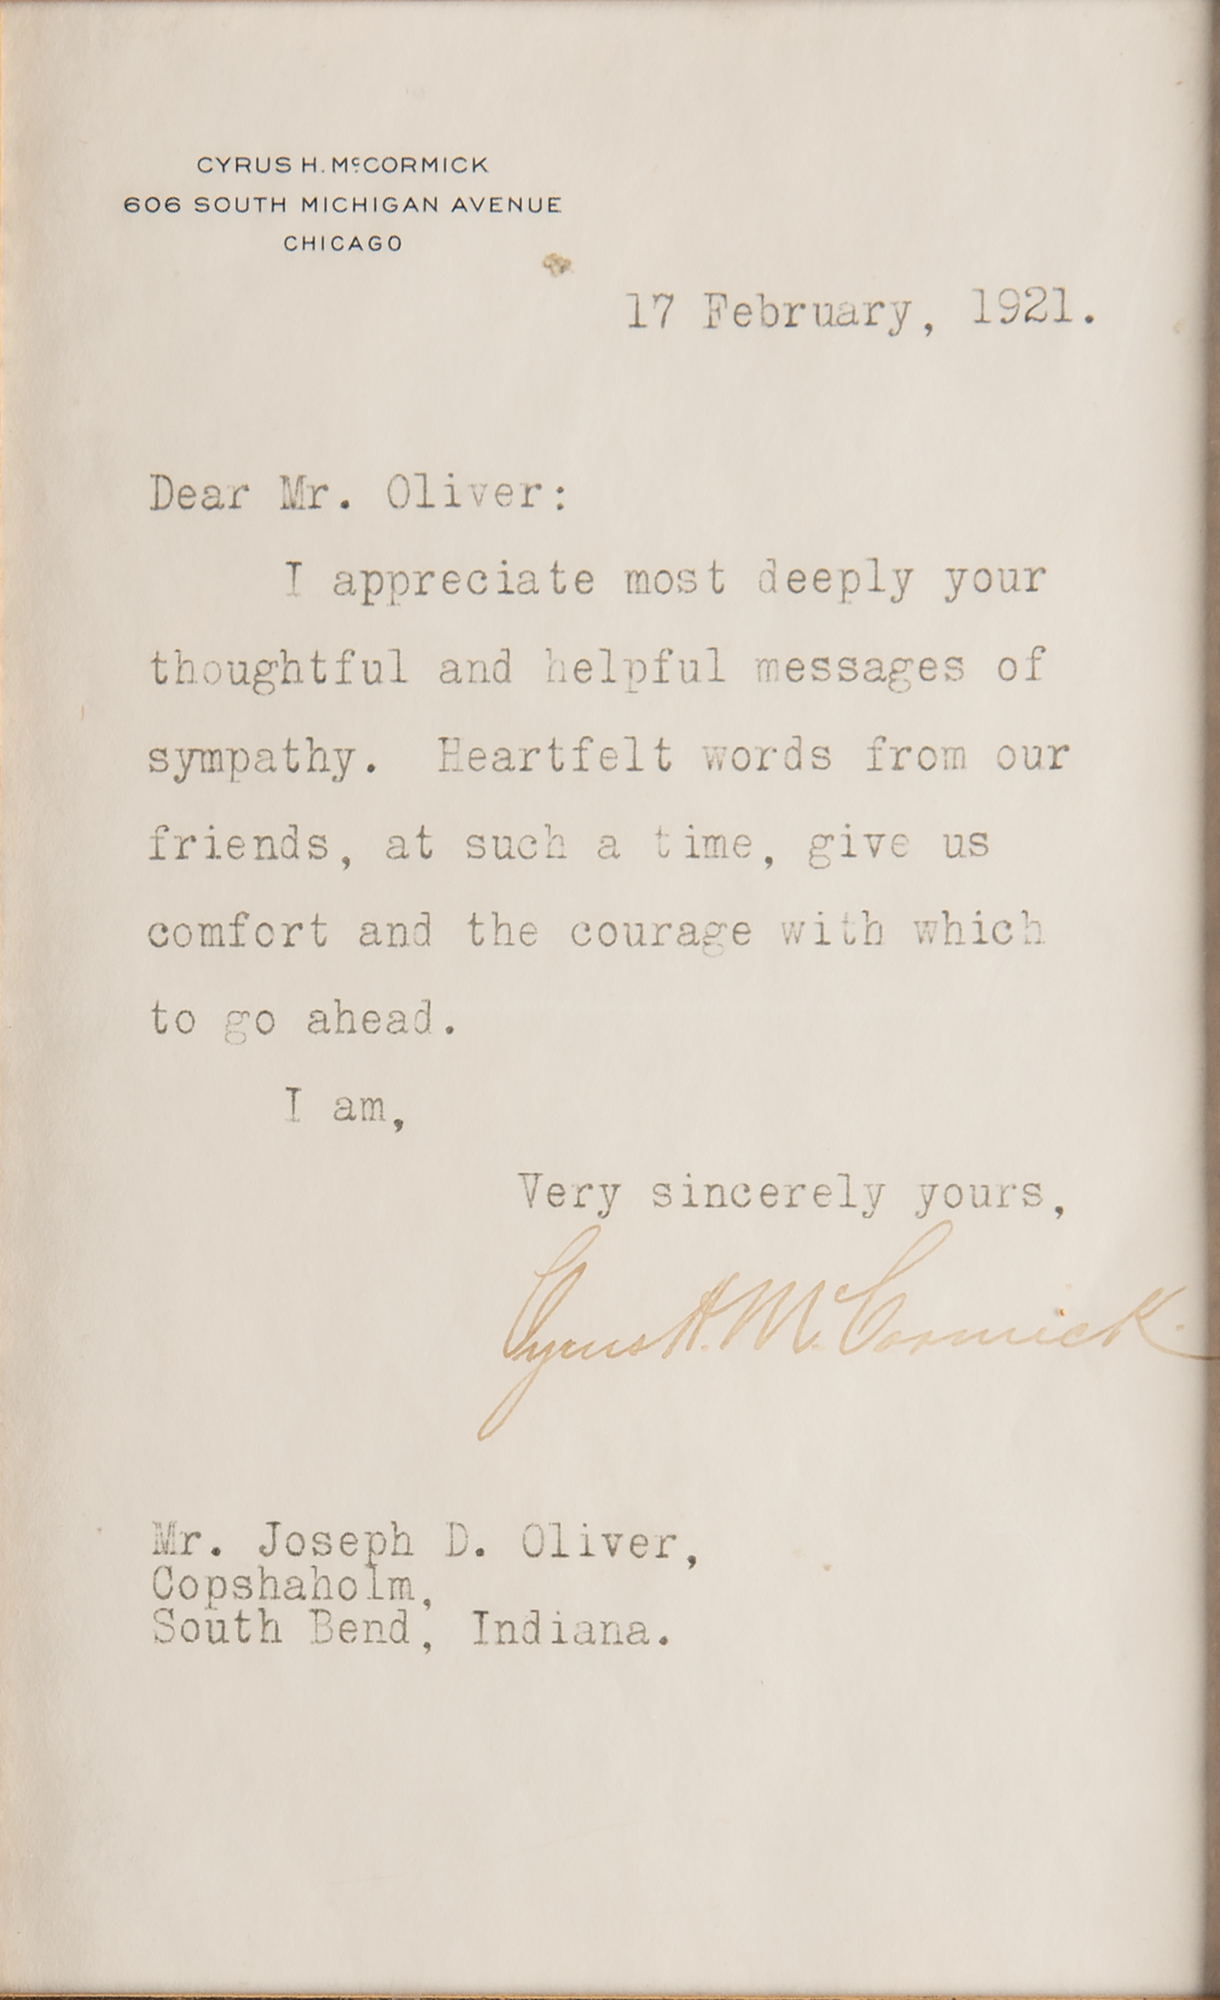 CYRUS H. McCORMICK
606 SOUTH MICHIGAN AVENUE
CHICAGO
17 February, 1921.
Dear Mr. Oliver:
I appreciate most deeply your
thoughtful and helpful messages of
sympathy. Heartfelt words from our
friends, at such a time, give us
comfort and the courage with which
to go ahead.
I am,
Very sincerely yours,
Cyrus H. McCormick.
Mr. Joseph D. Oliver,
Copshaholm,
South Bend, Indiana.